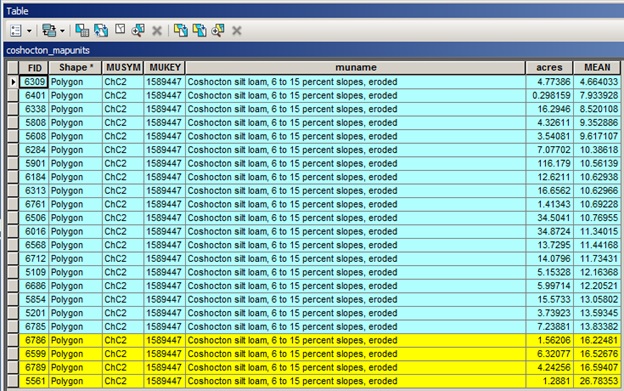 Table
coshocton_mapunits
FID Shape * MUSYM MUKEY muname acres MEAN
6309 Polygon ChC2 1589447 Coshocton silt loam, 6 to 15 percent slopes, eroded 4.77386 4.664033
6401 Polygon ChC2 1589447 Coshocton silt loam, 6 to 15 percent slopes, eroded 0.298159 7.933928
6338 Polygon ChC2 1589447 Coshocton silt loam, 6 to 15 percent slopes, eroded 16.2946 8.520108
5808 Polygon ChC2 1589447 Coshocton silt loam, 6 to 15 percent slopes, eroded 4.32611 9.352886
5608 Polygon ChC2 1589447 Coshocton silt loam, 6 to 15 percent slopes, eroded 3.54081 9.617107
6284 Polygon ChC2 1589447 Coshocton silt loam, 6 to 15 percent slopes, eroded 7.07702 10.38618
5901 Polygon ChC2 1589447 Coshocton silt loam, 6 to 15 percent slopes, eroded 116.179 10.56139
6184 Polygon ChC2 1589447 Coshocton silt loam, 6 to 15 percent slopes, eroded 12.6211 10.62938
6313 Polygon ChC2 1589447 Coshocton silt loam, 6 to 15 percent slopes, eroded 16.6562 10.62966
6761 Polygon ChC2 1589447 Coshocton silt loam, 6 to 15 percent slopes, eroded 1.41343 10.69228
6506 Polygon ChC2 1589447 Coshocton silt loam, 6 to 15 percent slopes, eroded 34.5041 10.76955
6016 Polygon ChC2 1589447 Coshocton silt loam, 6 to 15 percent slopes, eroded 34.8724 11.34015
6568 Polygon ChC2 1589447 Coshocton silt loam, 6 to 15 percent slopes, eroded 13.7295 11.44168
6712 Polygon ChC2 1589447 Coshocton silt loam, 6 to 15 percent slopes, eroded 14.0796 11.73431
5109 Polygon ChC2 1589447 Coshocton silt loam, 6 to 15 percent slopes, eroded 5.15328 12.16368
6686 Polygon ChC2 1589447 Coshocton silt loam, 6 to 15 percent slopes, eroded 5.99714 12.20521
5854 Polygon ChC2 1589447 Coshocton silt loam, 6 to 15 percent slopes, eroded 15.5733 13.05802
5201 Polygon ChC2 1589447 Coshocton silt loam, 6 to 15 percent slopes, eroded 3.73923 13.59345
6785 Polygon ChC2 1589447 Coshocton silt loam, 6 to 15 percent slopes, eroded 7.23881 13.83382
6786 Polygon ChC2 1589447 Coshocton silt loam, 6 to 15 percent slopes, eroded 1.56206 16.22481
6599 Polygon ChC2 1589447 Coshocton silt loam, 6 to 15 percent slopes, eroded 6.32077 16.52676
6789 Polygon ChC2 1589447 Coshocton silt loam, 6 to 15 percent slopes, eroded 4.24256 16.59407
5561 Polygon ChC2 1589447 Coshocton silt loam, 6 to 15 percent slopes, eroded 1.2881 26.78353